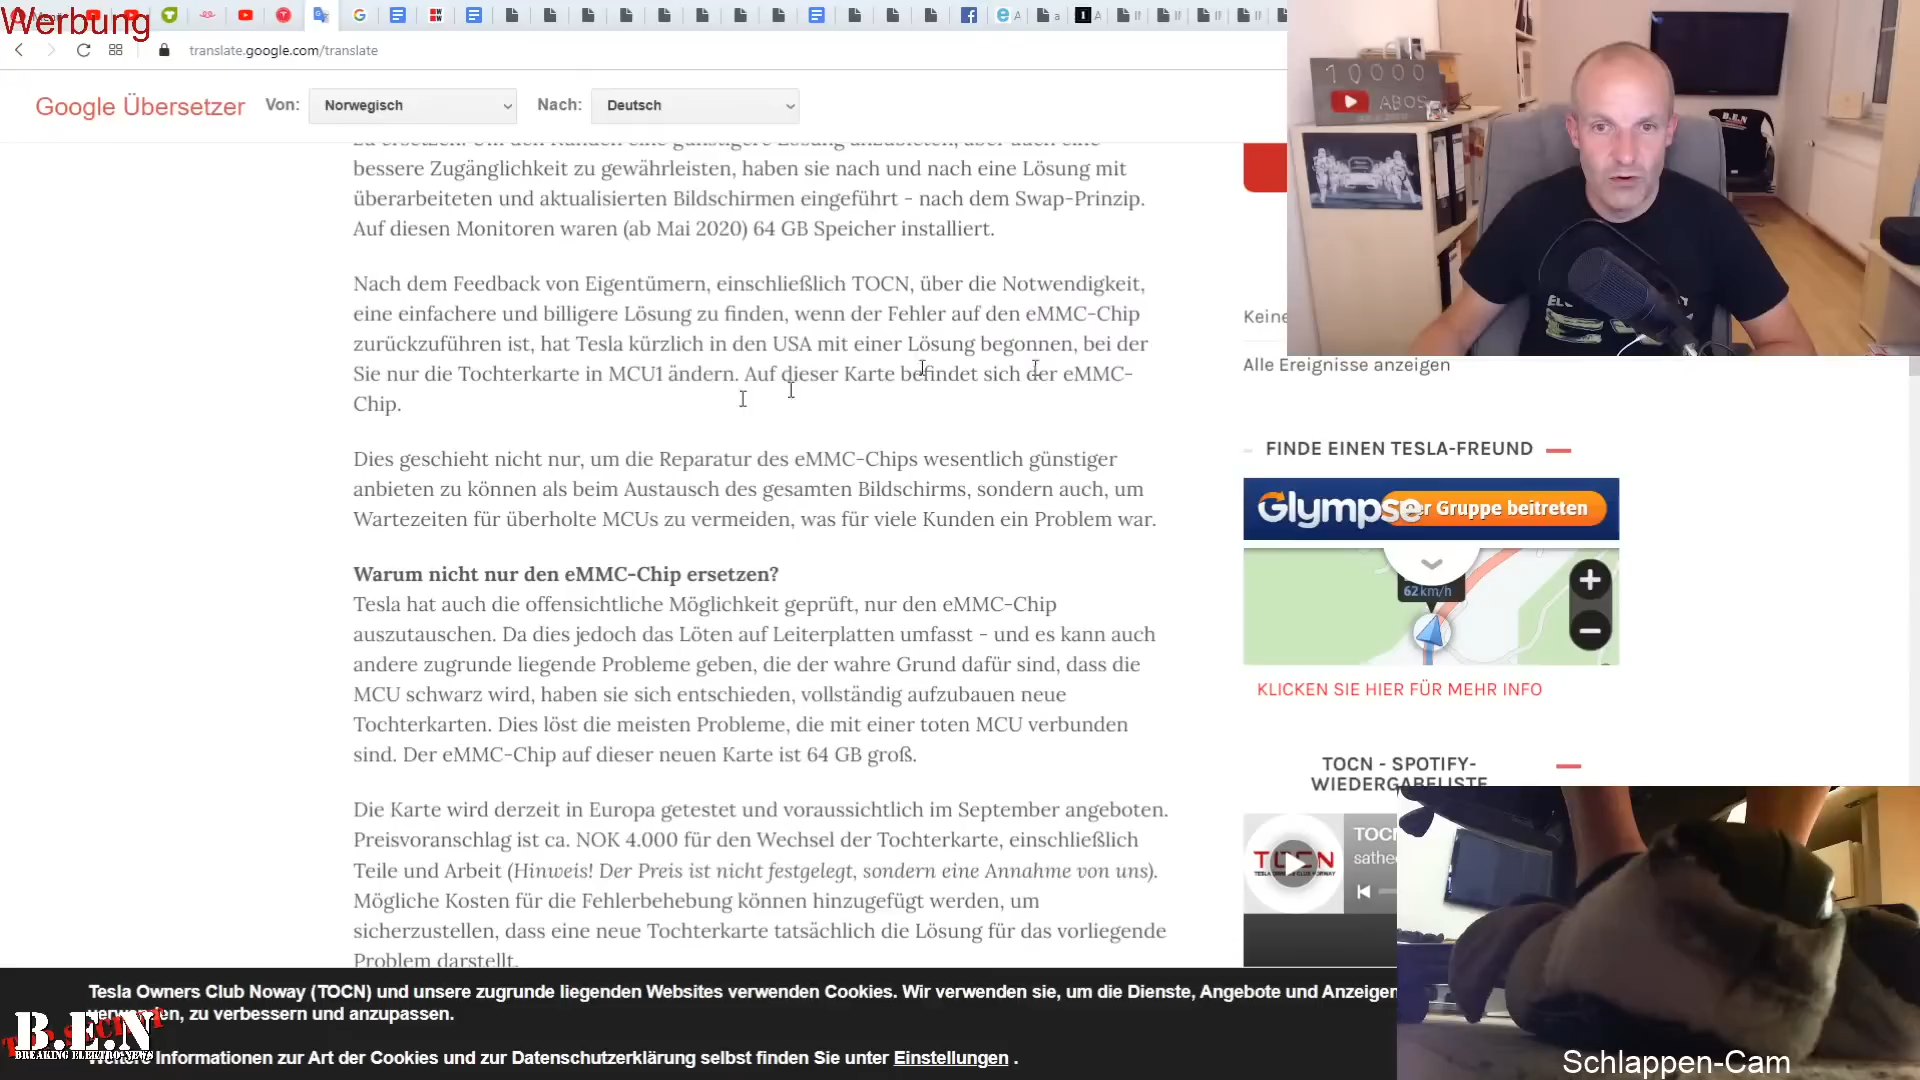 Werbung
translate.google.com/translate
Google Übersetzer
Von:
Norwegisch
Nach:
Deutsch
bessere Zugänglichkeit zu gewährleisten, haben sie nach und nach eine Lösung mit
überarbeiteten und aktualisierten Bildschirmen eingeführt - nach dem Swap-Prinzip.
Auf diesen Monitoren waren (ab Mai 2020) 64 GB Speicher installiert.
Nach dem Feedback von Eigentümern, einschließlich TOCN, über die Notwendigkeit,
eine einfachere und billigere Lösung zu finden, wenn der Fehler auf den eMMC-Chip
zurückzuführen ist, hat Tesla kürzlich in den USA mit einer Lösung begonnen, bei der
Sie nur die Tochterkarte in MCU1 ändern. Auf dieser Karte befindet sich der eMMC-
Chip.
Dies geschieht nicht nur, um die Reparatur des eMMC-Chips wesentlich günstiger
anbieten zu können als beim Austausch des gesamten Bildschirms, sondern auch, um
Wartezeiten für überholte MCUs zu vermeiden, was für viele Kunden ein Problem war.
Warum nicht nur den eMMC-Chip ersetzen?
Tesla hat auch die offensichtliche Möglichkeit geprüft, nur den eMMC-Chip
auszutauschen. Da dies jedoch das Löten auf Leiterplatten umfasst - und es kann auch
andere zugrunde liegende Probleme geben, die der wahre Grund dafür sind, dass die
MCU schwarz wird, haben sie sich entschieden, vollständig aufzubauen neue
Tochterkarten. Dies löst die meisten Probleme, die mit einer toten MCU verbunden
sind. Der eMMC-Chip auf dieser neuen Karte ist 64 GB groß.
Die Karte wird derzeit in Europa getestet und voraussichtlich im September angeboten.
Preisvoranschlag ist ca. NOK 4.000 für den Wechsel der Tochterkarte, einschließlich
Teile und Arbeit (Hinweis! Der Preis ist nicht festgelegt, sondern eine Annahme von uns).
Mögliche Kosten für die Fehlerbehebung können hinzugefügt werden, um
sicherzustellen, dass eine neue Tochterkarte tatsächlich die Lösung für das vorliegende
Problem darstellt.
Keine
Alle Ereignisse anzeigen
FINDE EINEN TESLA-FREUND
Glympse
er Gruppe beitreten
62 km/h
KLICKEN SIE HIER FÜR MEHR INFO
TOCN - SPOTIFY-
WIEDERGABELISTE
TOCN
10000
ABOS
B.E.N
Tesla Owners Club Noway (TOCN) und unsere zugrunde liegenden Websites verwenden Cookies. Wir verwenden sie, um die Dienste, Angebote und Anzeigen
en, zu verbessern und anzupassen.
Informationen zur Art der Cookies und zur Datenschutzerklärung selbst finden Sie unter Einstellungen .
B.E.N
BREAKING ELEKTRO-NEWS
Schlappen-Cam